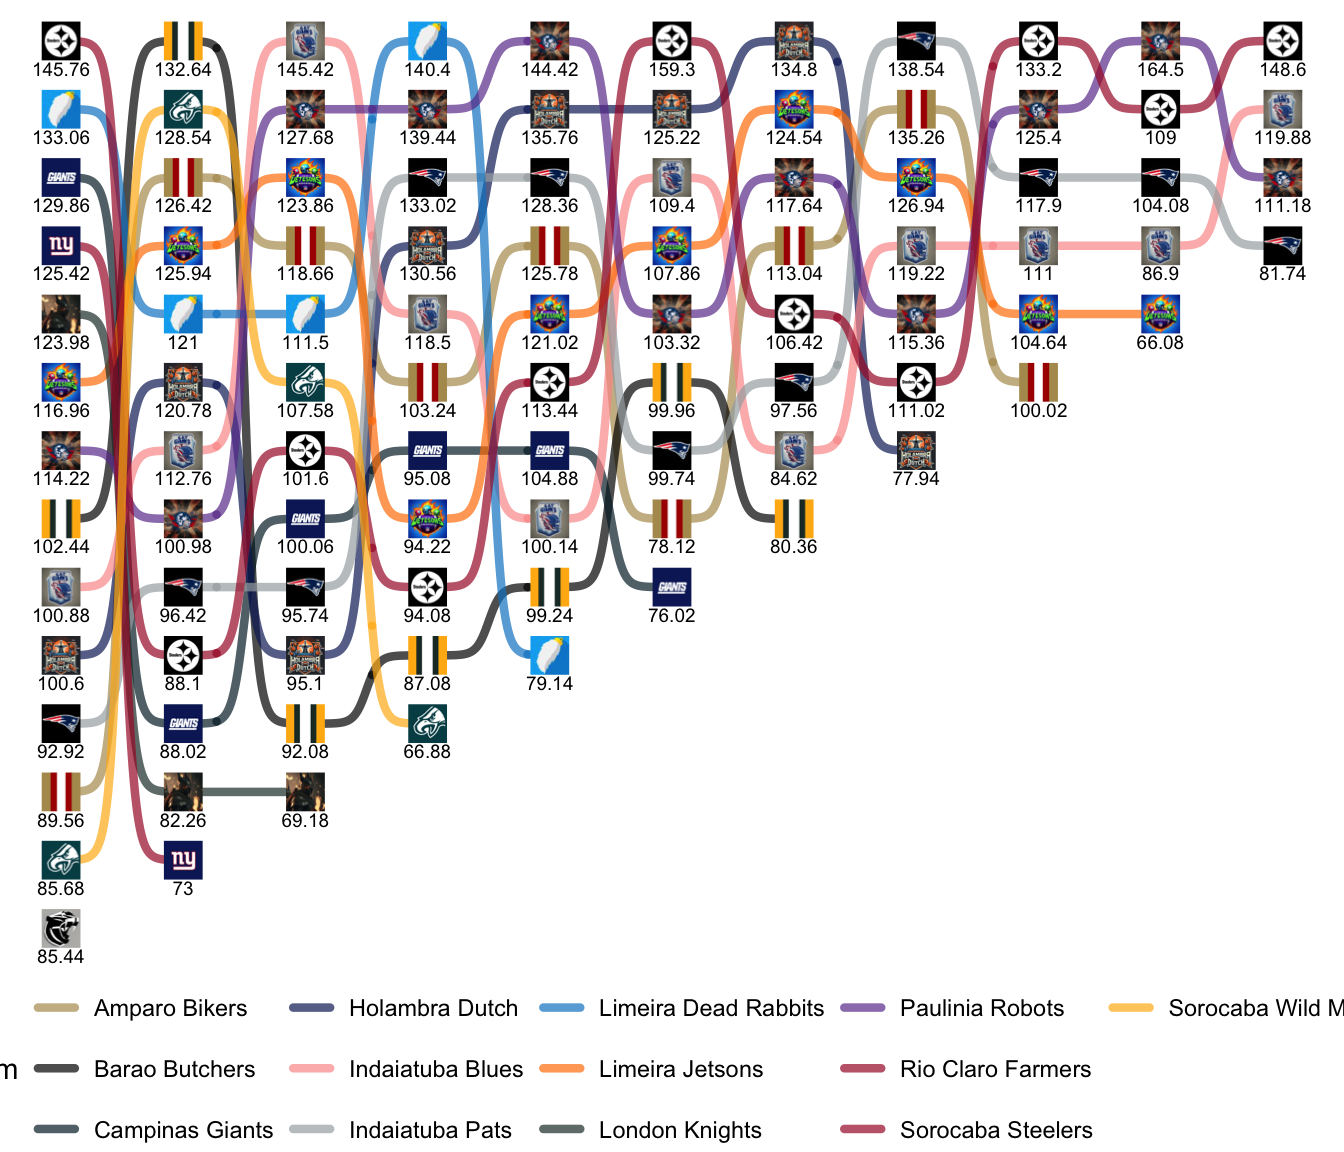 145.76 132.64 145.42 140.4 144.42 159.3 134.8 138.54 133.2 164.5 148.6
133.06 128.54 127.68 139.44 135.76 125.22 124.54 135.26 125.4 109 119.88
GIANTS
129.86 126.42 123.86 133.02 128.36 109.4 117.64 126.94 117.9 104.08 111.18
ny
125.42 125.94 118.66 130.56 125.78 107.86 113.04 119.22 111 86.9 81.74
123.98 121 111.5 118.5 121.02 103.32 106.42 115.36 104.64 66.08
116.96 120.78 107.58 103.24 113.44 99.96 97.56 111.02 100.02
GIANTS GIANTS
114.22 112.76 101.6 95.08 104.88 99.74 84.62 77.94
GIANTS
102.44 100.98 100.06 94.22 100.14 78.12 80.36
GIANTS
100.88 96.42 95.74 94.08 99.24 76.02
100.6 88.1 95.1 87.08 79.14
GIANTS
92.92 88.02 92.08 66.88
89.56 82.26 69.18
ny
85.68 73
85.44
Amparo Bikers Holambra Dutch Limeira Dead Rabbits Paulinia Robots Sorocaba Wild M
m Barao Butchers Indaiatuba Blues Limeira Jetsons Rio Claro Farmers
Campinas Giants Indaiatuba Pats London Knights Sorocaba Steelers